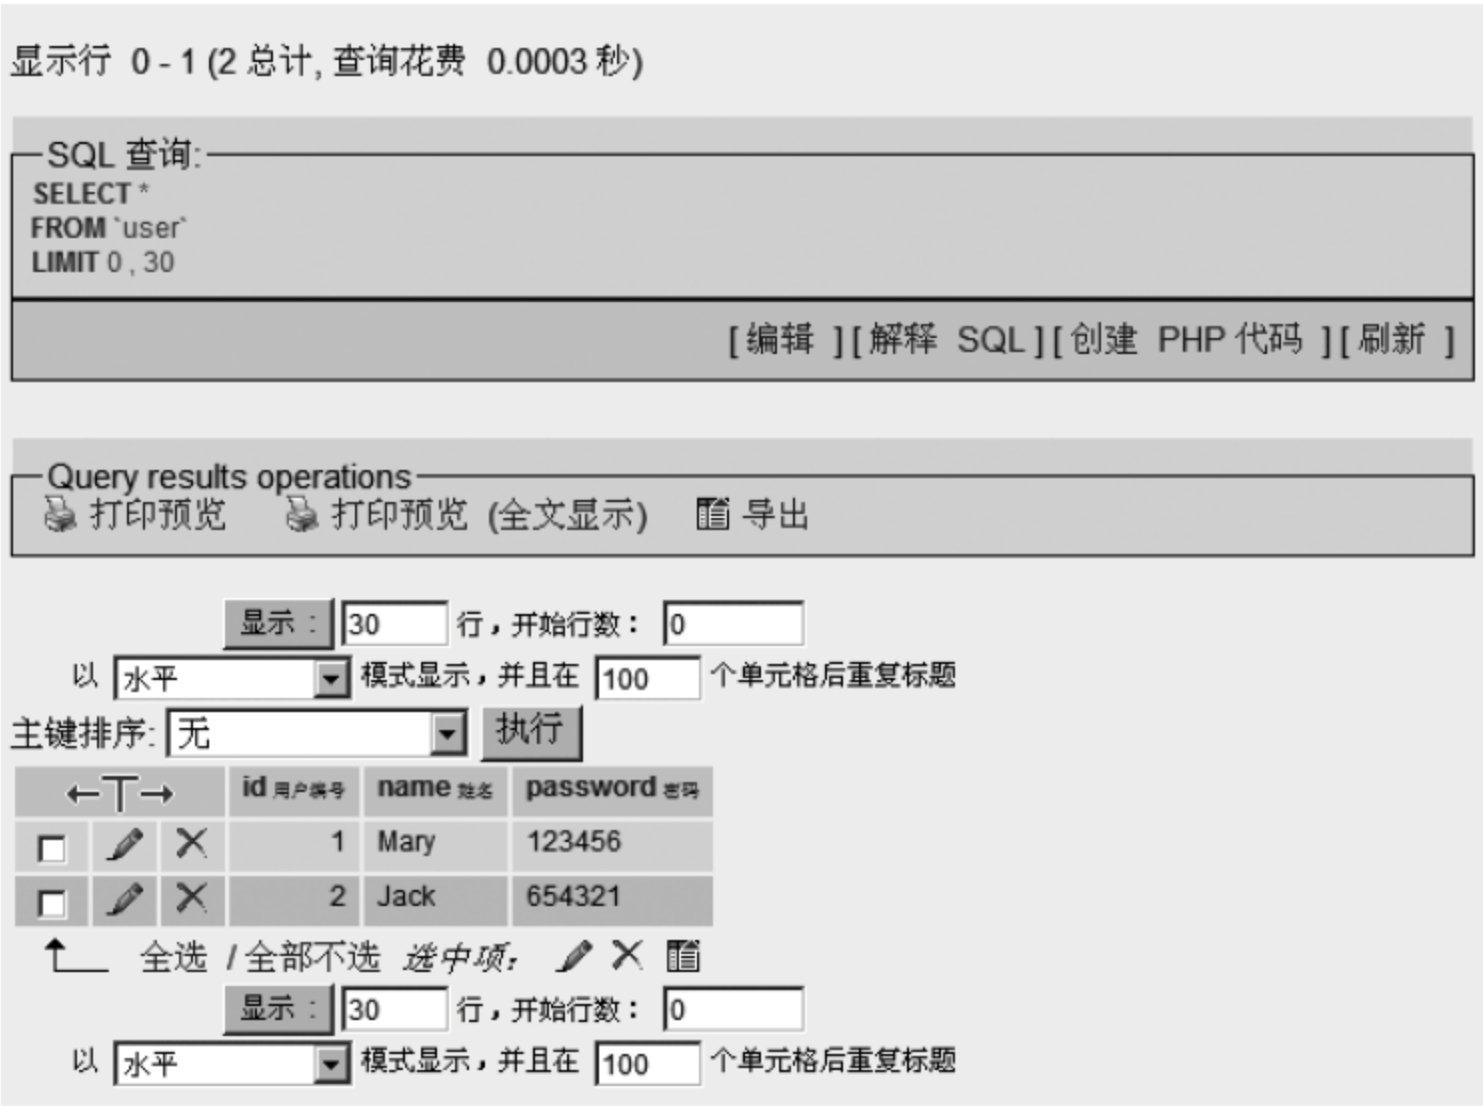 显示行 0 - 1 (2 总计, 查询花费 0.0003 秒)
SQL 查询:
SELECT *
FROM `user`
LIMIT 0 , 30
[ 编辑 ] [ 解释 SQL ] [ 创建 PHP 代码 ] [ 刷新 ]
Query results operations
打印预览 打印预览 (全文显示) 导出
显示 : 30 行，开始行数： 0
以 水平 模式显示，并且在 100 个单元格后重复标题
主键排序: 无 执行
←T→ id 用户编号 name 姓名 password 密码
1 Mary 123456
2 Jack 654321
全选 / 全部不选 选中项：
显示 : 30 行，开始行数： 0
以 水平 模式显示，并且在 100 个单元格后重复标题